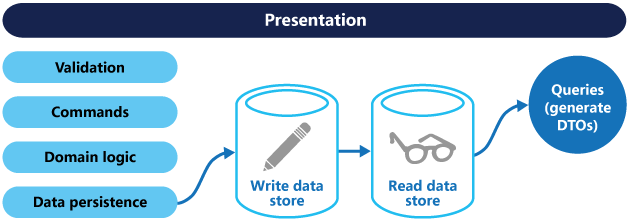 Presentation
Validation
Commands
Domain logic
Data persistence
Write data
store
Read data
store
Queries
(generate
DTOs)